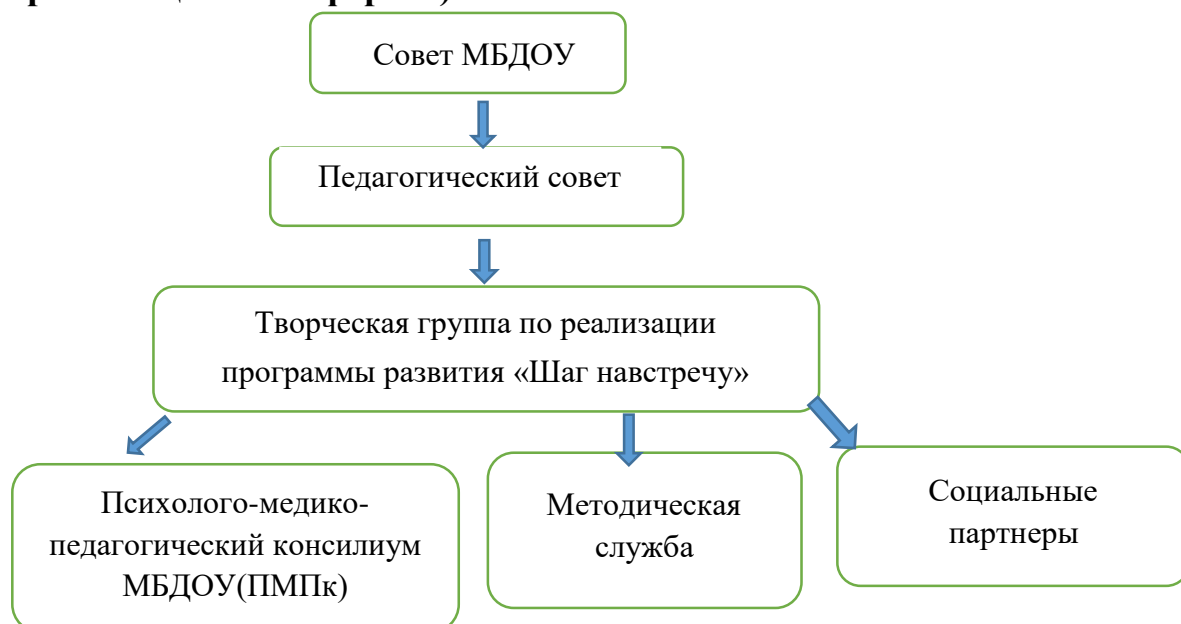 Совет МБДОУ
Педагогический совет
Творческая группа по реализации
программы развития «Шаг навстречу»
Психолого-медико-
педагогический консилиум
МБДОУ(ПМПк)
Методическая
служба
Социальные
партнеры